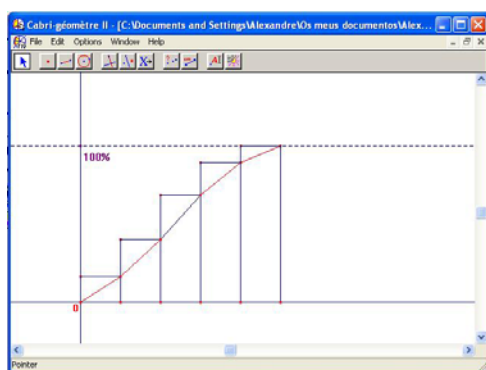 Cabri-géomètre II - [C:\Documents and Settings\Alexandre\Os meus documentos\Alex...
File Edit Options Window Help
100%
0
Pointer